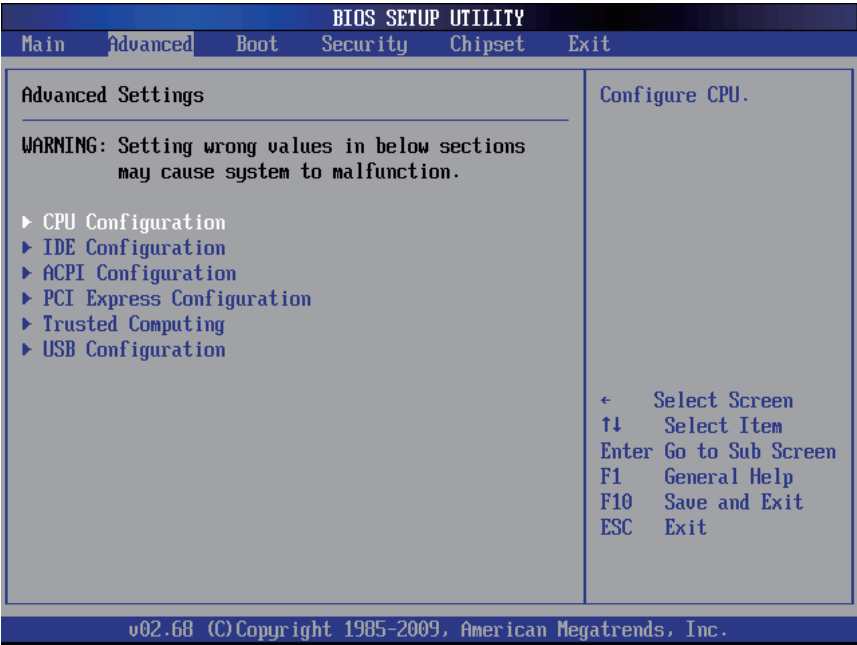 BIOS SETUP UTILITY
Main Advanced Boot Security Chipset Exit
Advanced Settings
WARNING: Setting wrong values in below sections
may cause system to malfunction.
▶ CPU Configuration
▶ IDE Configuration
▶ ACPI Configuration
▶ PCI Express Configuration
▶ Trusted Computing
▶ USB Configuration
Configure CPU.
← Select Screen
↑↓ Select Item
Enter Go to Sub Screen
F1 General Help
F10 Save and Exit
ESC Exit
v02.68 (C)Copyright 1985-2009, American Megatrends, Inc.